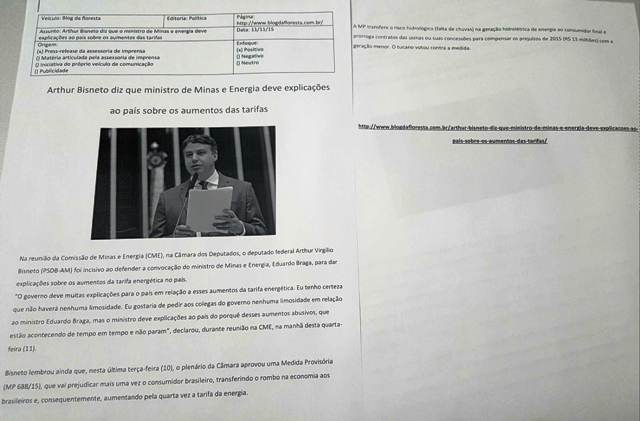 Veículo: Blog da floresta Editoria: Política Página:
http://www.blogdafloresta.com.br/
Assunto: Arthur Bisneto diz que o ministro de Minas e energia deve
explicações ao país sobre os aumentos das tarifas
Data: 11/11/15
Origem:
(x) Press-release da assessoria de imprensa
() Matéria articulada pela assessoria de imprensa
() Iniciativa do próprio veículo de comunicação
() Publicidade
Enfoque:
(x) Positivo
() Negativo
() Neutro
Arthur Bisneto diz que ministro de Minas e Energia deve explicações
ao país sobre os aumentos das tarifas
Na reunião da Comissão de Minas e Energia (CME), na Câmara dos Deputados, o deputado federal Arthur Virgílio
Bisneto (PSDB-AM) foi incisivo ao defender a convocação do ministro de Minas e Energia, Eduardo Braga, para dar
explicações sobre os aumentos da tarifa energética no país.
"O governo deve muitas explicações para o país em relação a esses aumentos da tarifa energética. Eu tenho certeza
que não haverá nenhuma limosidade. Eu gostaria de pedir aos colegas do governo nenhuma limosidade em relação
ao ministro Eduardo Braga, mas o ministro deve explicações ao país do porquê desses aumentos abusivos, que
estão acontecendo de tempo em tempo e não param", declarou, durante reunião na CME, na manhã desta quarta-
feira (11).
Bisneto lembrou ainda que, nesta última terça-feira (10), o plenário da Câmara aprovou uma Medida Provisória
(MP 688/15), que vai prejudicar mais uma vez o consumidor brasileiro, transferindo o rombo na economia aos
brasileiros e, consequentemente, aumentando pela quarta vez a tarifa da energia.
A MP transfere o risco hidrológico (falta de chuvas) na geração hidrelétrica de energia ao consumidor final e
prorroga contratos das usinas ou suas concessões para compensar os prejuízos de 2015 (R$ 13 milhões) com a
geração menor. O tucano votou contra a medida.
http://www.blogdafloresta.com.br/arthur-bisneto-diz-que-ministro-de-minas-e-energia-deve-explicacoes-ao-
pais-sobre-os-aumentos-das-tarifas/